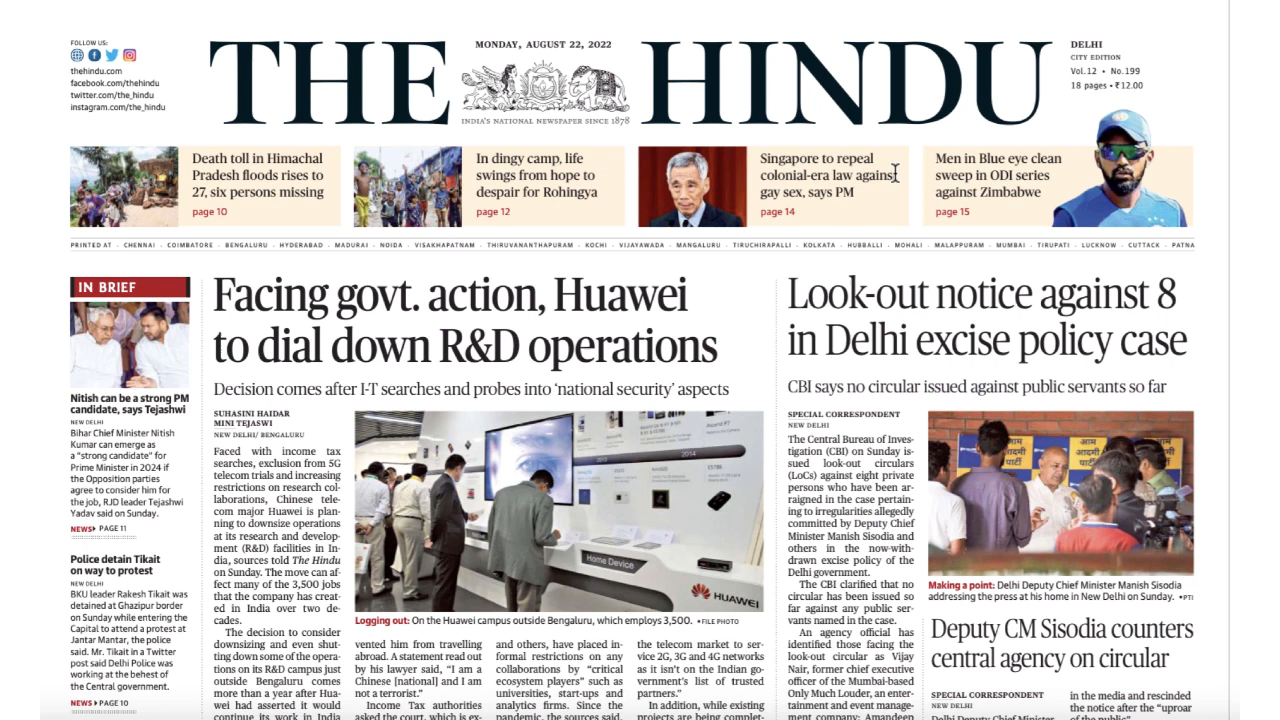 FOLLOW US:
thehindu.com
facebook.com/thehindu
twitter.com/the_hindu
instagram.com/the_hindu
THE HINDU
MONDAY, AUGUST 22, 2022
INDIA'S NATIONAL NEWSPAPER SINCE 1878
DELHI
CITY EDITION
Vol.12 • No.199
18 pages • ₹12.00
Death toll in Himachal
Pradesh floods rises to
27, six persons missing
page 10
In dingy camp, life
swings from hope to
despair for Rohingya
page 12
Singapore to repeal
colonial-era law against
gay sex, says PM
page 14
Men in Blue eye clean
sweep in ODI series
against Zimbabwe
page 15
PRINTED AT • CHENNAI • COIMBATORE • BENGALURU • HYDERABAD • MADURAI • NOIDA • VISAKHAPATNAM • THIRUVANANTHAPURAM • KOCHI • VIJAYAWADA • MANGALURU • TIRUCHIRAPALLI • KOLKATA • HUBBALLI • MOHALI • MALAPPURAM • MUMBAI • TIRUPATI • LUCKNOW • CUTTACK • PATNA
IN BRIEF
Nitish can be a strong PM
candidate, says Tejashwi
NEW DELHI
Bihar Chief Minister Nitish
Kumar can emerge as
a "strong candidate" for
Prime Minister in 2024 if
the Opposition parties
agree to consider him for
the job, RJD leader Tejashwi
Yadav said on Sunday.
NEWS PAGE 11
Police detain Tikait
on way to protest
NEW DELHI
BKU leader Rakesh Tikait was
detained at Ghazipur border
on Sunday while entering the
Capital to attend a protest at
Jantar Mantar, the police
said. Mr. Tikait in a Twitter
post said Delhi Police was
working at the behest of
the Central government.
NEWS PAGE 10
Facing govt. action, Huawei
to dial down R&D operations
Decision comes after I-T searches and probes into 'national security' aspects
SUHASINI HAIDAR
MINI TEJASWI
NEW DELHI/ BENGALURU
Faced with income tax
searches, exclusion from 5G
telecom trials and increasing
restrictions on research col-
laborations, Chinese tele-
com major Huawei is plan-
ning to downsize operations
at its research and develop-
ment (R&D) facilities in In-
dia, sources told The Hindu
on Sunday. The move can af-
fect many of the 3,500 jobs
that the company has creat-
ed in India over two de-
cades.
The decision to consider
downsizing and even shut-
ting down some of the opera-
tions on its R&D campus just
outside Bengaluru comes
more than a year after Hua-
wei had asserted it would
continue its work in India
2014
Home Device
HUAWEI
Logging out: On the Huawei campus outside Bengaluru, which employs 3,500. •FILE PHOTO
vented him from travelling
abroad. A statement read out
by his lawyer said, "I am a
Chinese [national] and I am
not a terrorist."
Income Tax authorities
asked the court, which is ex-
and others, have placed in-
formal restrictions on any
collaborations by "critical
ecosystem players" such as
universities, start-ups and
analytics firms. Since the
pandemic, the sources said,
the telecom market to ser-
vice 2G, 3G and 4G networks
as it isn't on the Indian go-
vernment's list of trusted
partners."
In addition, while existing
projects are being complet-
Look-out notice against 8
in Delhi excise policy case
CBI says no circular issued against public servants so far
SPECIAL CORRESPONDENT
NEW DELHI
The Central Bureau of Inves-
tigation (CBI) on Sunday is-
sued look-out circulars
(LoCs) against eight private
persons who have been ar-
raigned in the case pertain-
ing to irregularities allegedly
committed by Deputy Chief
Minister Manish Sisodia and
others in the now-with-
drawn excise policy of the
Delhi government.
The CBI clarified that no
circular has been issued so
far against any public ser-
vants named in the case.
An agency official has
identified those facing the
look-out circular as Vijay
Nair, former chief executive
officer of the Mumbai-based
Only Much Louder, an enter-
tainment and event manage-
ment company; Amandeep
आम
आदमी
पार्टी
Making a point: Delhi Deputy Chief Minister Manish Sisodia
addressing the press at his home in New Delhi on Sunday. •PTI
Deputy CM Sisodia counters
central agency on circular
SPECIAL CORRESPONDENT
NEW DELHI
Delhi Deputy Chief Minister
in the media and rescinded
the notice after the "uproar
of the public".